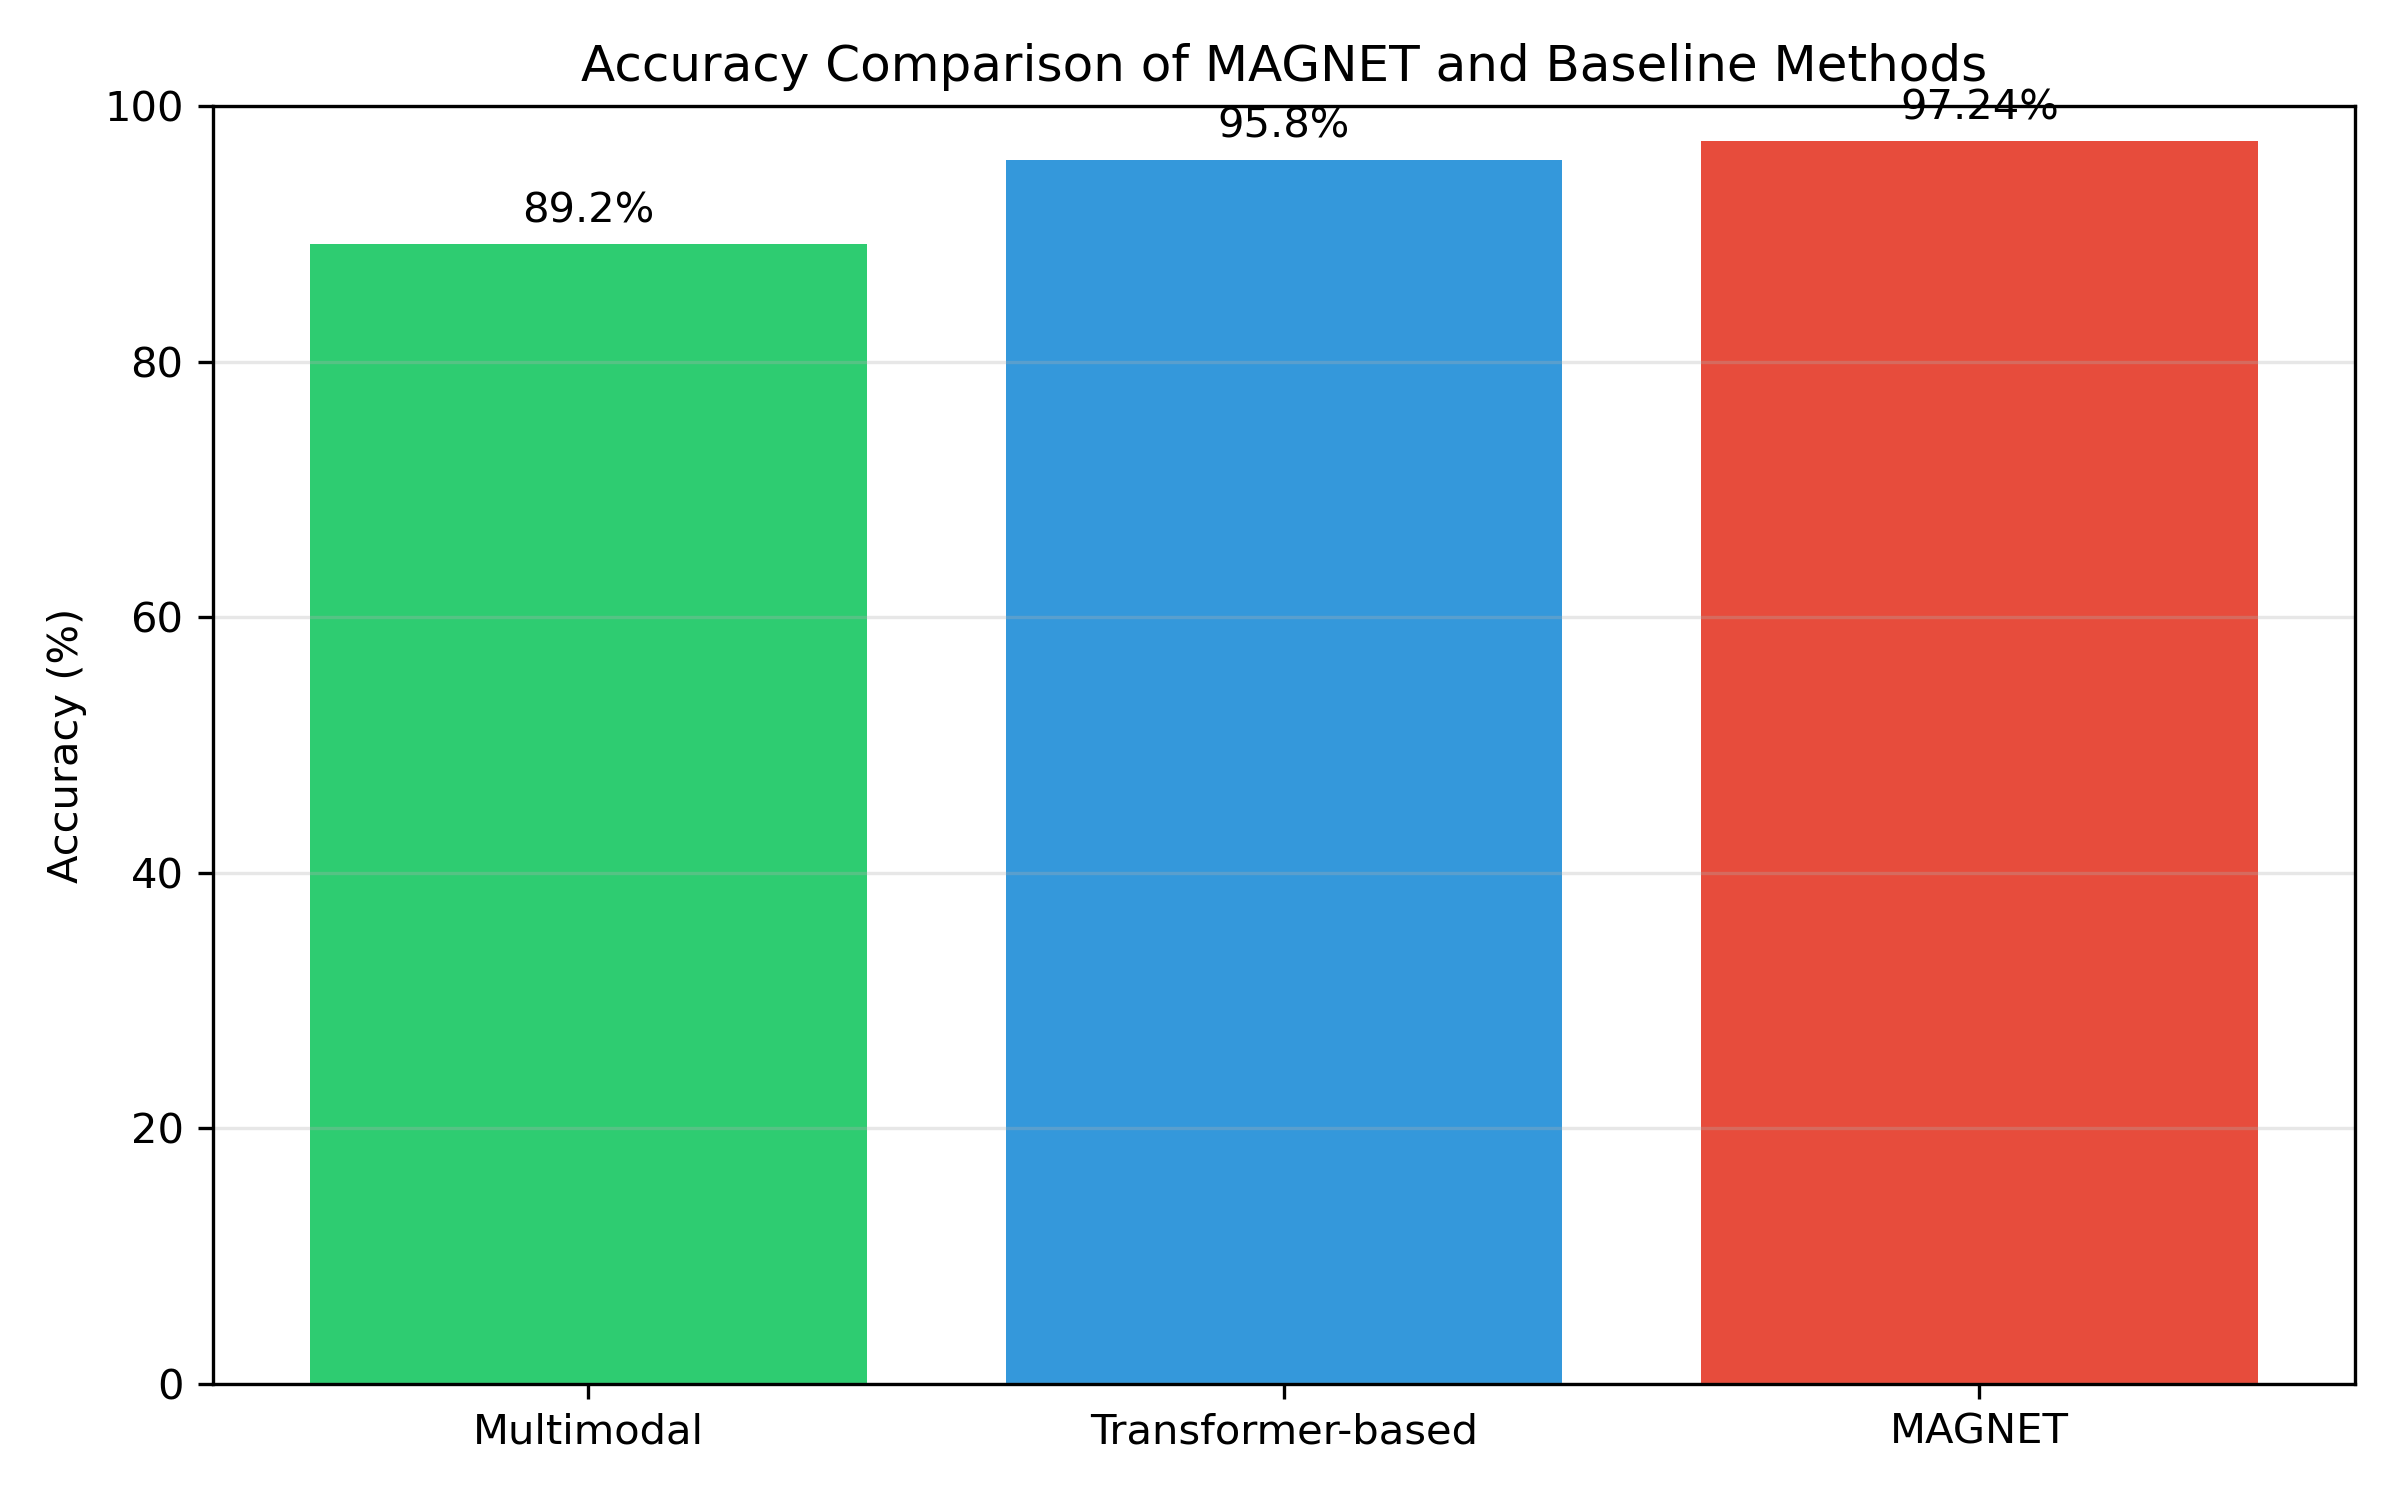 Accuracy Comparison of MAGNET and Baseline Methods
100
80
60
40
20
0
Accuracy (%)
89.2%
95.8%
97.24%
Multimodal
Transformer-based
MAGNET